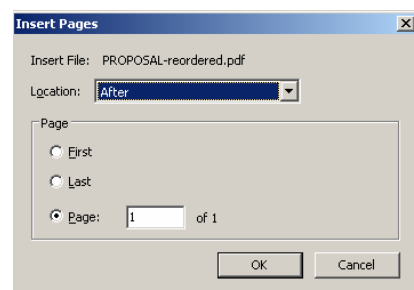 Insert Pages
Insert File: PROPOSAL-reordered.pdf
Location: After
Page
First
Last
Page: 1 of 1
OK Cancel